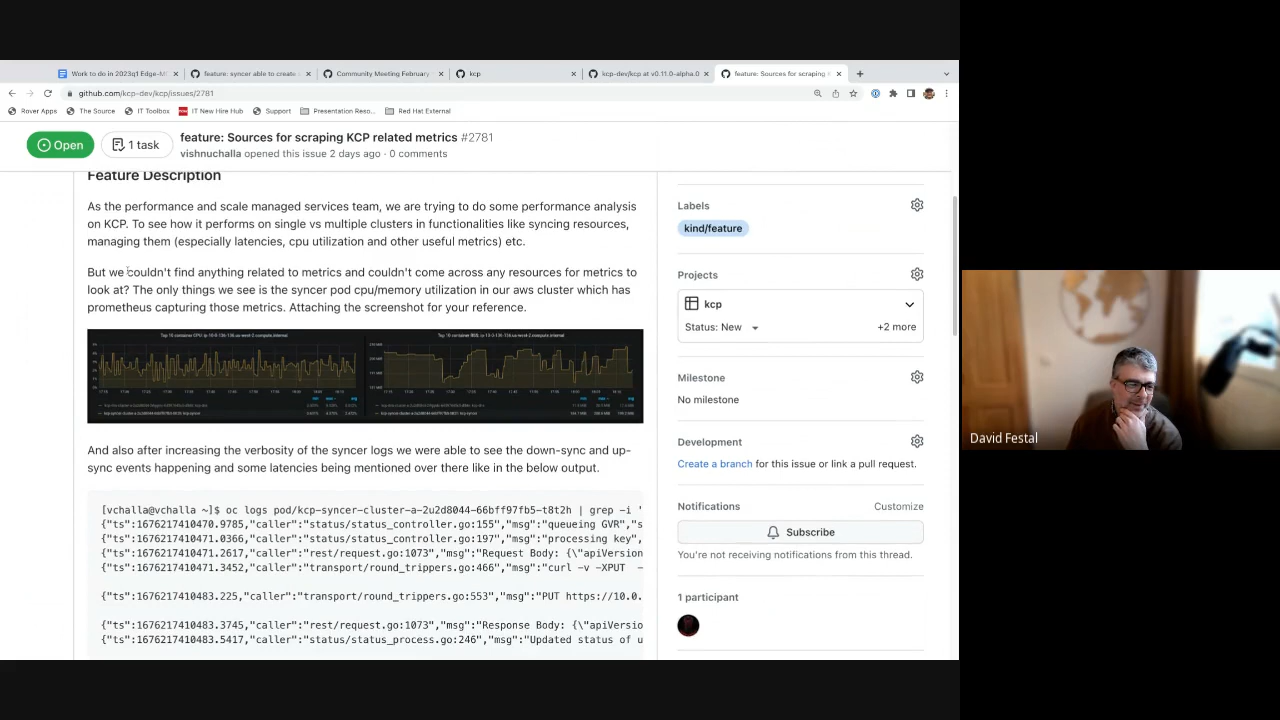 Work to do in 2023q1 Edge-M
feature: syncer able to create
Community Meeting February
kcp
kcp-dev/kcp at v0.11.0-alpha.0
feature: Sources for scraping K
github.com/kcp-dev/kcp/issues/2781
Rover Apps
The Source
IT Toolbox
IT New Hire Hub
Support
Presentation Reso...
Red Hat External
Open
1 task
feature: Sources for scraping KCP related metrics #2781
vishnuchalla opened this issue 2 days ago · 0 comments
Feature Description
As the performance and scale managed services team, we are trying to do some performance analysis
on KCP. To see how it performs on single vs multiple clusters in functionalities like syncing resources,
managing them (especially latencies, cpu utilization and other useful metrics) etc.
But we couldn't find anything related to metrics and couldn't come across any resources for metrics to
look at? The only things we see is the syncer pod cpu/memory utilization in our aws cluster which has
prometheus capturing those metrics. Attaching the screenshot for your reference.
And also after increasing the verbosity of the syncer logs we were able to see the down-sync and up-
sync events happening and some latencies being mentioned over there like in the below output.
[vchalla@vchalla ~]$ oc logs pod/kcp-syncer-cluster-a-2u2d8044-66bff97fb5-t8t2h | grep -i '
{"ts":1676217410470.9785,"caller":"status/status_controller.go:155","msg":"queueing GVR","s
{"ts":1676217410471.0366,"caller":"status/status_controller.go:197","msg":"processing key",
{"ts":1676217410471.2617,"caller":"rest/request.go:1073","msg":"Request Body: {\"apiVersion
{"ts":1676217410471.3452,"caller":"transport/round_trippers.go:466","msg":"curl -v -XPUT  -
{"ts":1676217410483.225,"caller":"transport/round_trippers.go:553","msg":"PUT https://10.0.
{"ts":1676217410483.3745,"caller":"rest/request.go:1073","msg":"Response Body: {\"apiVersio
{"ts":1676217410483.5417,"caller":"status/status_process.go:246","msg":"Updated status of u
Labels
kind/feature
Projects
kcp
Status: New
+2 more
Milestone
No milestone
Development
Create a branch for this issue or link a pull request.
Notifications
Customize
Subscribe
You're not receiving notifications from this thread.
1 participant
David Festal